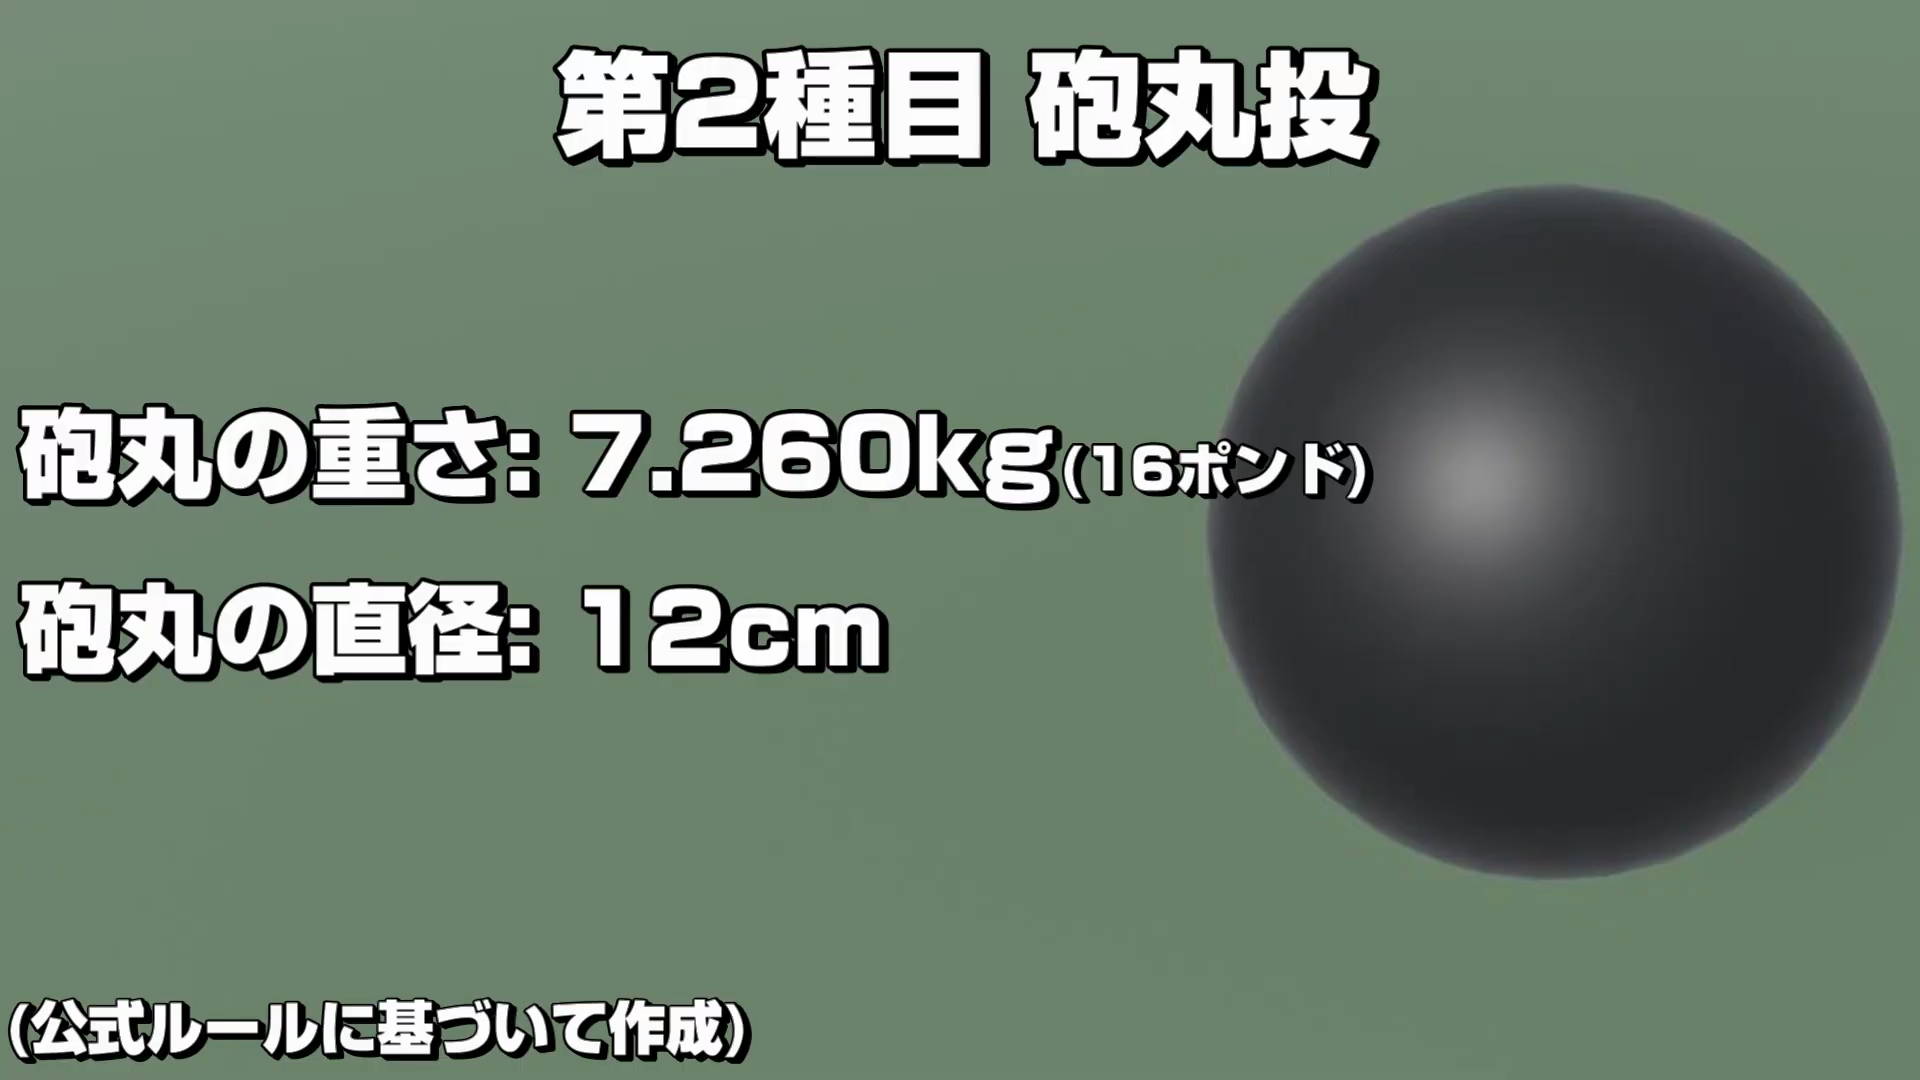 第2種目 砲丸投
砲丸の重さ: 7.260kg(16ポンド)
砲丸の直径: 12cm
(公式ルールに基づいて作成)